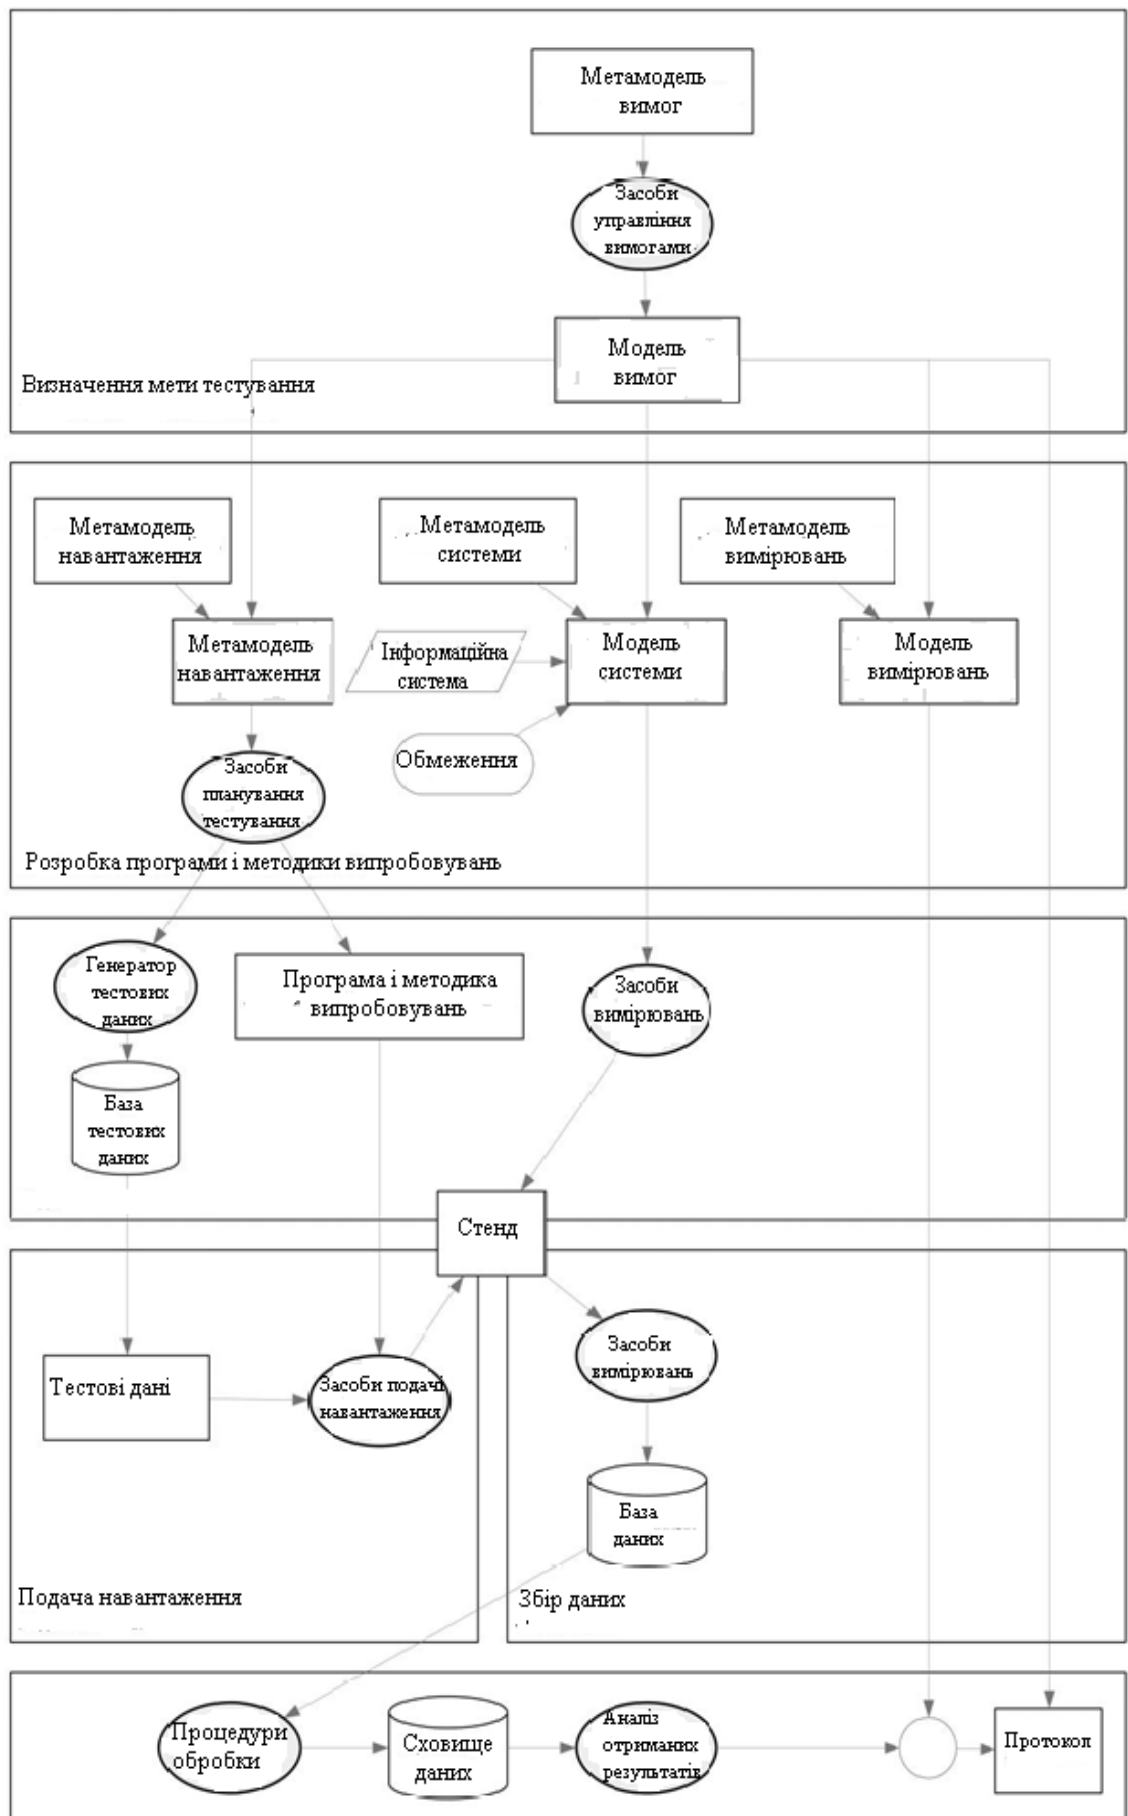 Метамодель
вимог
Засоби
управління
вимогами
Модель
вимог
Визначення мети тестування
Метамодель
навантаження
Метамодель
системи
Метамодель
вимірювань
Метамодель
навантаження
Інформаційна
система
Модель
системи
Модель
вимірювань
Обмеження
Засоби
планування
тестування
Розробка програми і методики випробовувань
Генератор
тестових
даних
Програма і методика
випробовувань
Засоби
вимірювань
База
тестових
даних
Стенд
Тестові дані
Засоби подачі
навантаження
Засоби
вимірювань
База
даних
Подача навантаження
Збір даних
Процедури
обробки
Сховище
даних
Аналіз
отриманих
результатів
Протокол